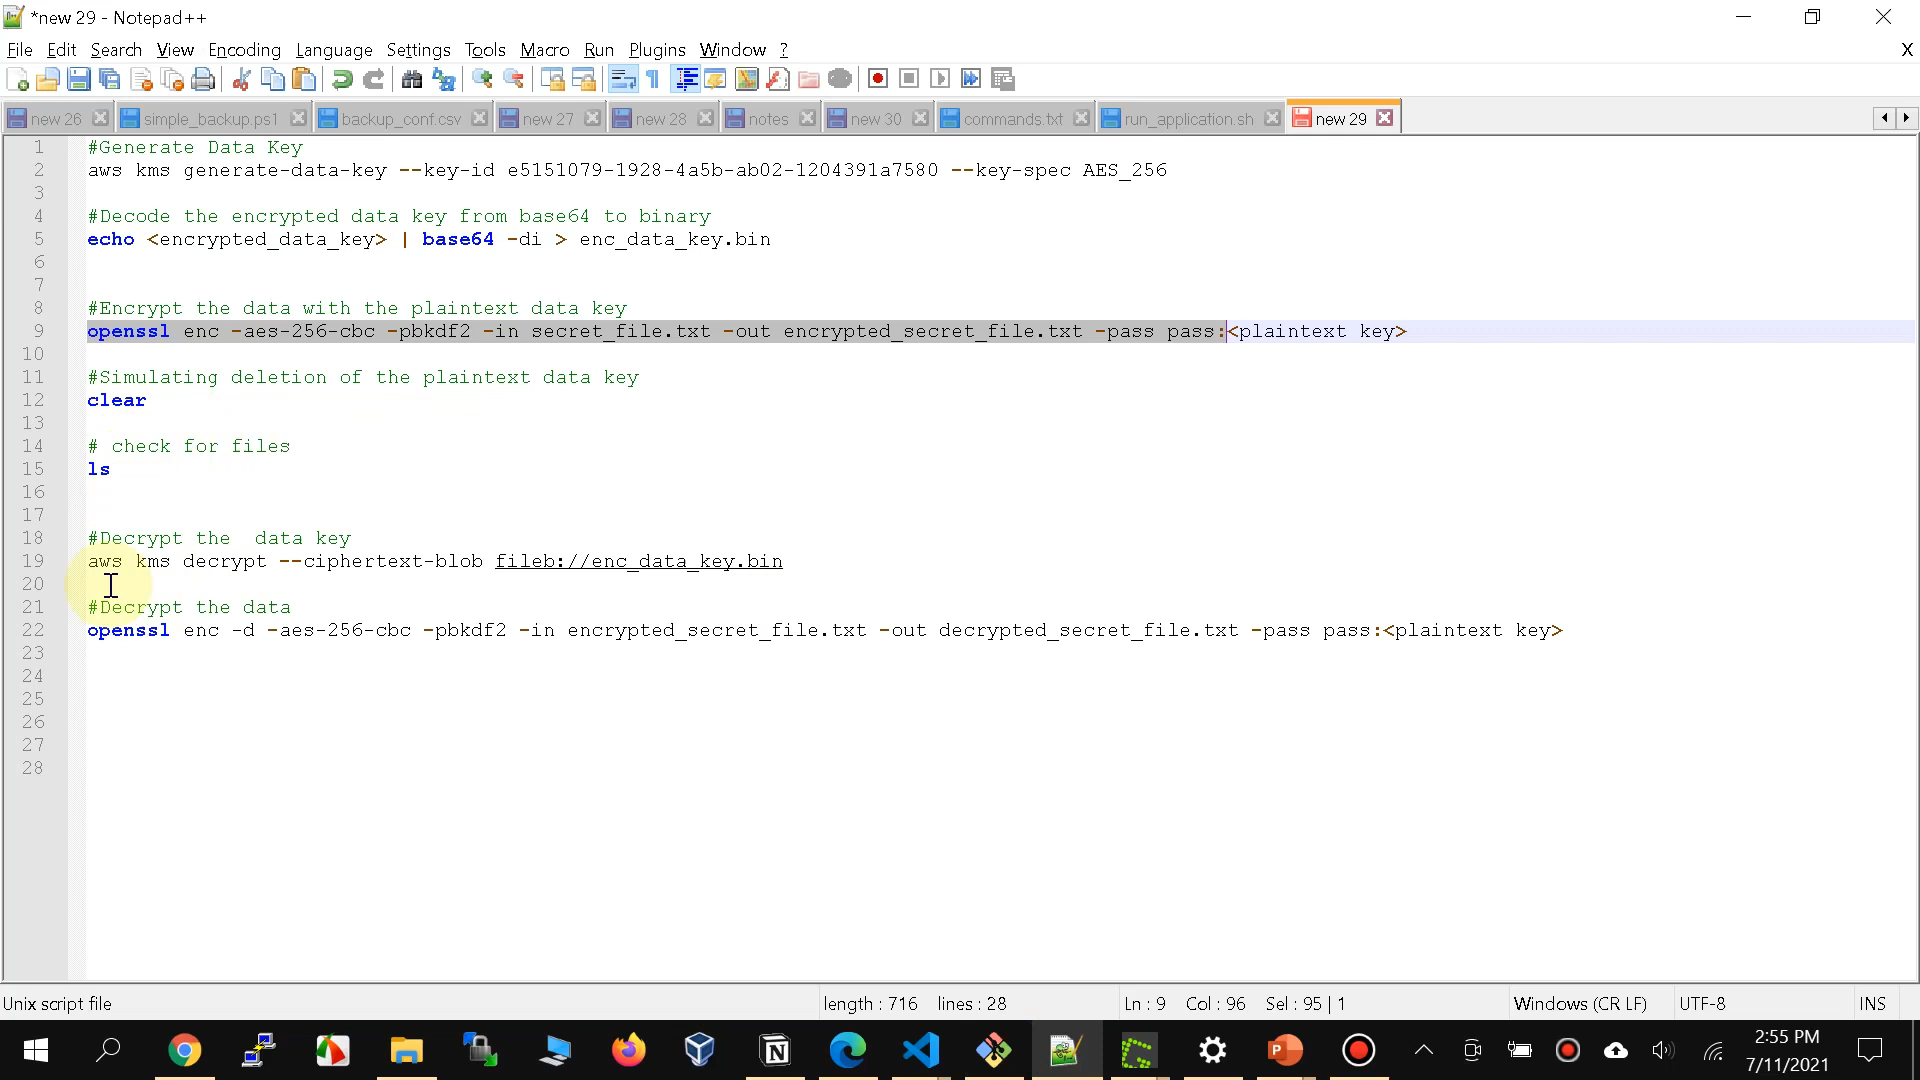 *new 29 - Notepad++
File Edit Search View Encoding Language Settings Tools Macro Run Plugins Window ? X
new 26 simple_backup.ps1 backup_conf.csv new 27 new 28 notes new 30 commands.txt run_application.sh new 29
1 #Generate Data Key
2 aws kms generate-data-key --key-id e5151079-1928-4a5b-ab02-1204391a7580 --key-spec AES_256
3
4 #Decode the encrypted data key from base64 to binary
5 echo <encrypted_data_key> | base64 -di > enc_data_key.bin
6
7
8 #Encrypt the data with the plaintext data key
9 openssl enc -aes-256-cbc -pbkdf2 -in secret_file.txt -out encrypted_secret_file.txt -pass pass:<plaintext key>
10
11 #Simulating deletion of the plaintext data key
12 clear
13
14 # check for files
15 ls
16
17
18 #Decrypt the  data key
19 aws kms decrypt --ciphertext-blob fileb://enc_data_key.bin
20
21 #Decrypt the data
22 openssl enc -d -aes-256-cbc -pbkdf2 -in encrypted_secret_file.txt -out decrypted_secret_file.txt -pass pass:<plaintext key>
23
24
25
26
27
28
Unix script file length : 716 lines : 28 Ln : 9 Col : 96 Sel : 95 | 1 Windows (CR LF) UTF-8 INS
2:55 PM
7/11/2021